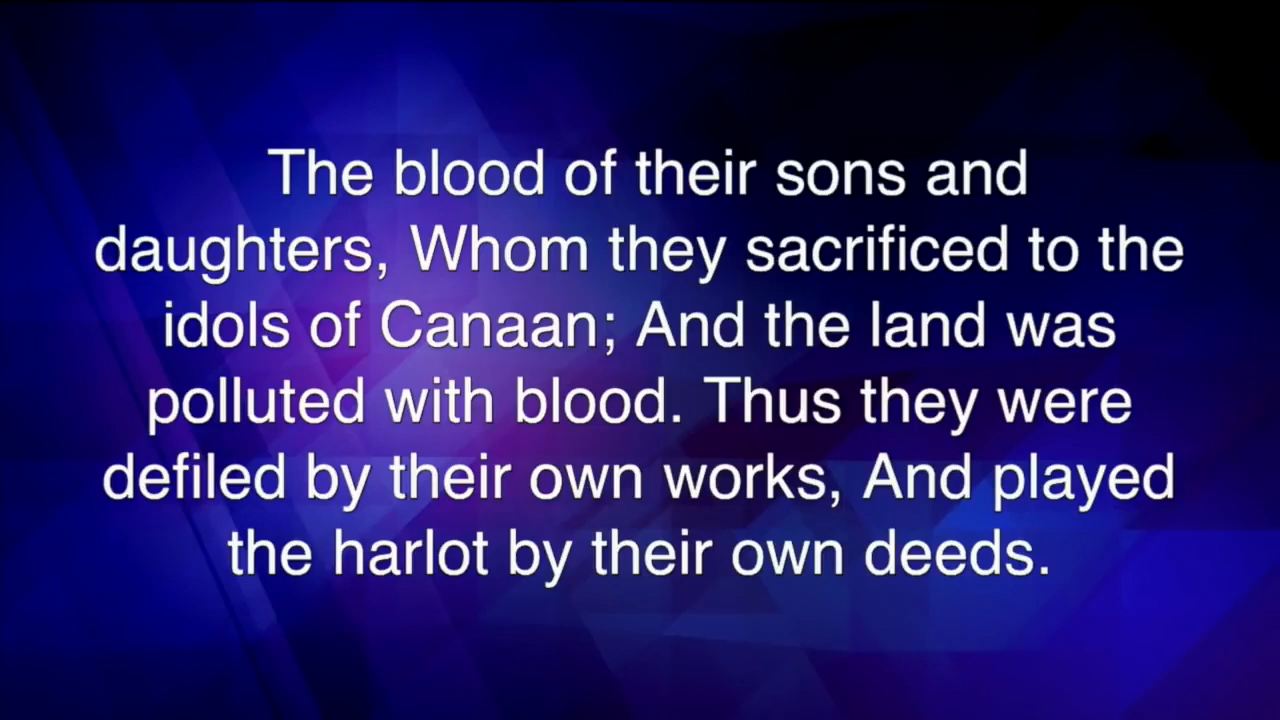 The blood of their sons and
daughters, Whom they sacrificed to the
idols of Canaan; And the land was
polluted with blood. Thus they were
defiled by their own works, And played
the harlot by their own deeds.